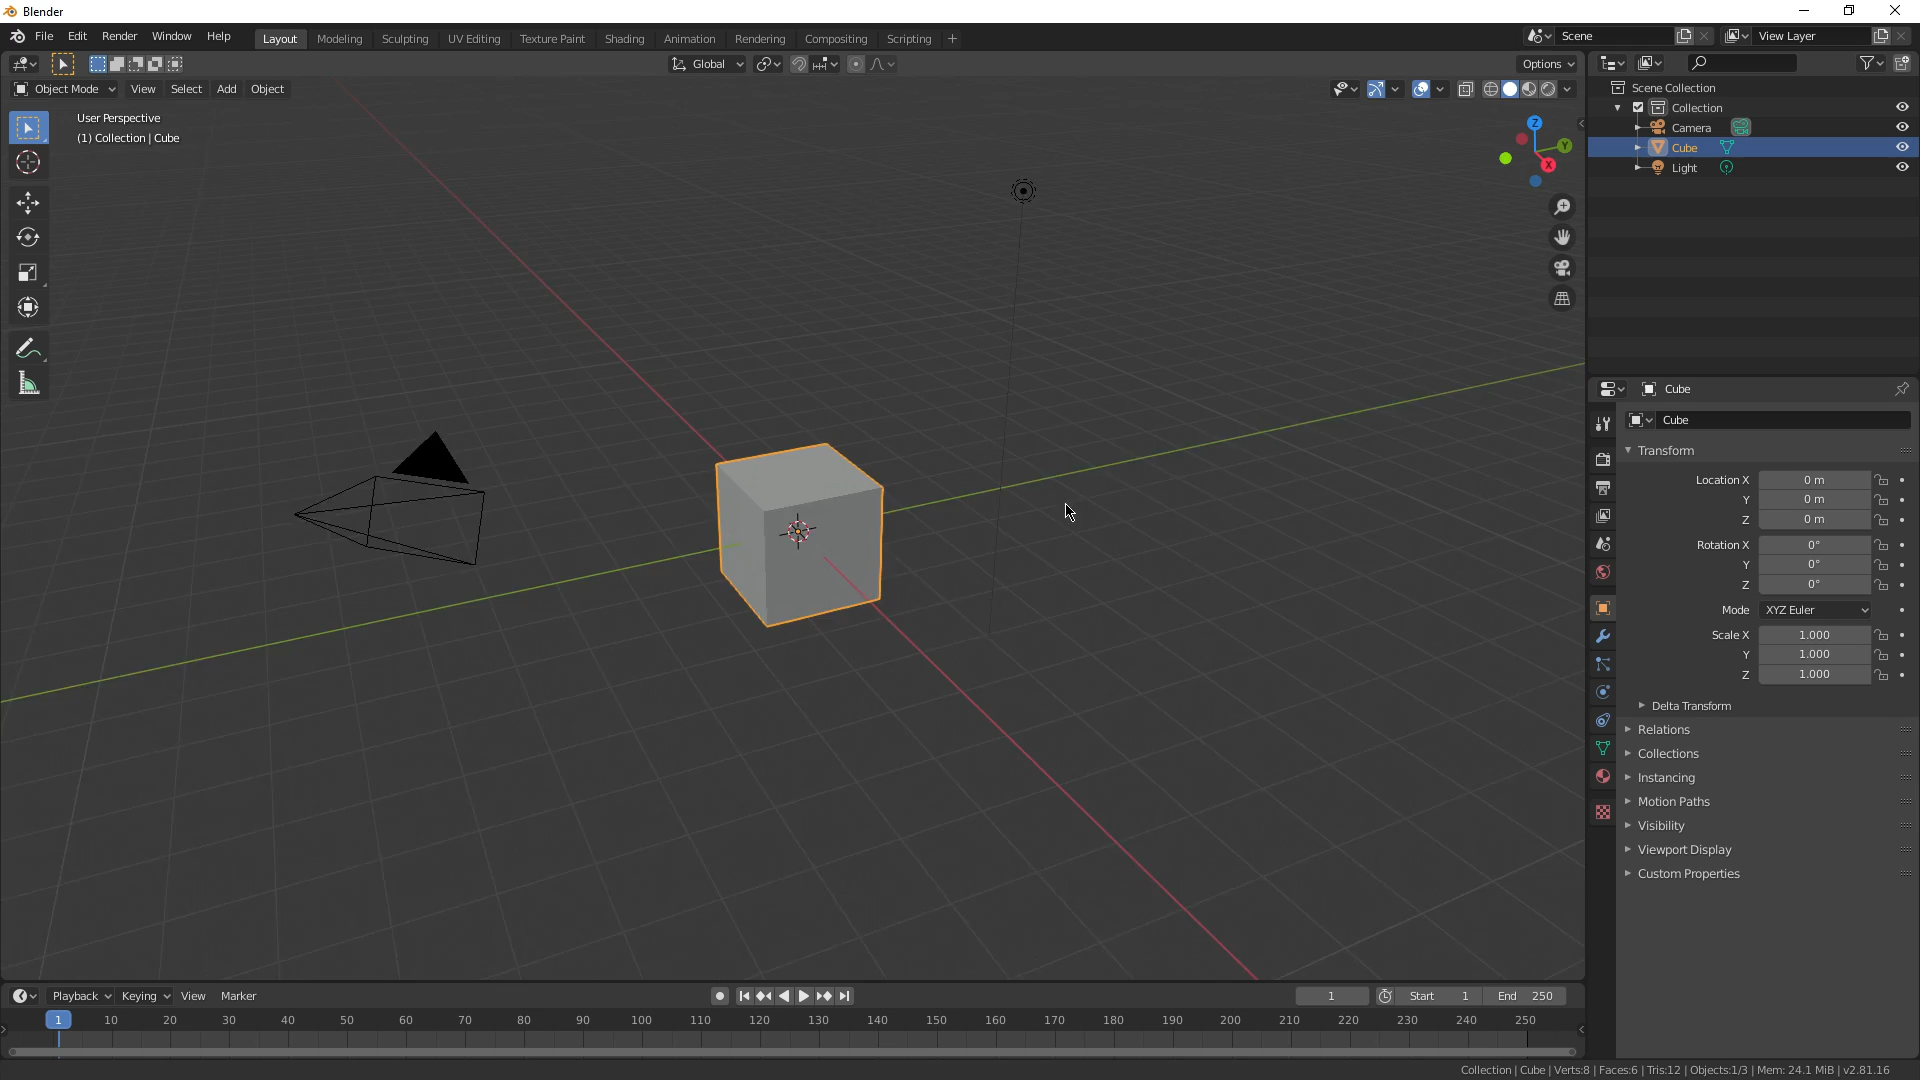 Blender
File Edit Render Window Help Layout Modeling Sculpting UV Editing Texture Paint Shading Animation Rendering Compositing Scripting + Scene View Layer
Global Options
Object Mode View Select Add Object
User Perspective
(1) Collection | Cube
Z
Y
X
Scene Collection
Collection
Camera
Cube
Light
Cube
Cube
Transform
Location X 0 m
Y 0 m
Z 0 m
Rotation X 0°
Y 0°
Z 0°
Mode XYZ Euler
Scale X 1.000
Y 1.000
Z 1.000
Delta Transform
Relations
Collections
Instancing
Motion Paths
Visibility
Viewport Display
Custom Properties
Playback Keying View Marker 1 Start 1 End 250
1 10 20 30 40 50 60 70 80 90 100 110 120 130 140 150 160 170 180 190 200 210 220 230 240 250
Collection | Cube | Verts:8 | Faces:6 | Tris:12 | Objects:1/3 | Mem: 24.1 MiB | v2.81.16